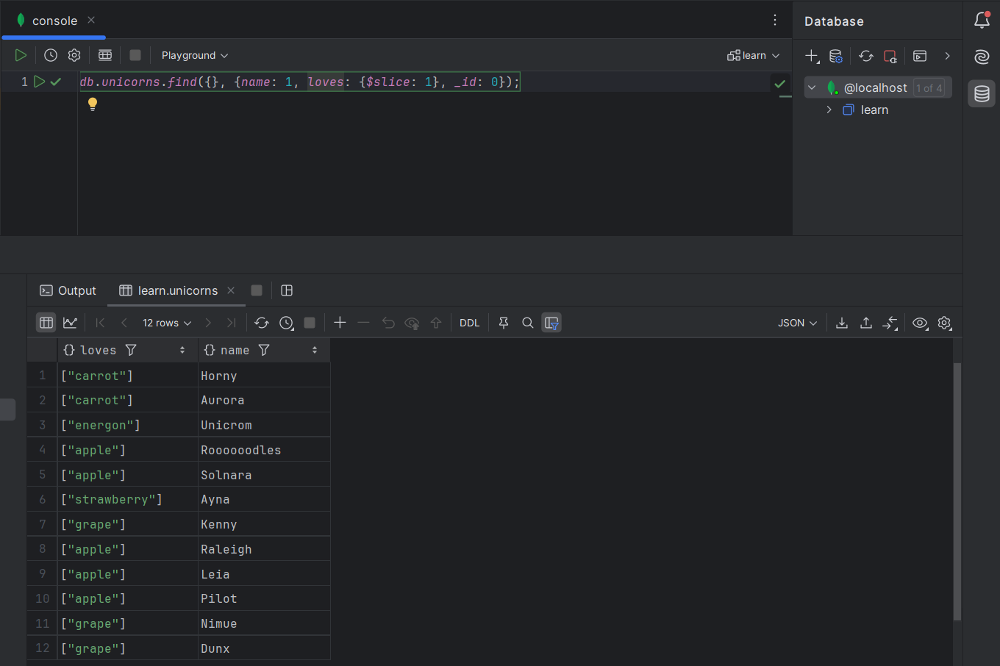 console
Database
Playground
learn
1 db.unicorns.find({}, {name: 1, loves: {$slice: 1}, _id: 0});
@localhost 1 of 4
learn
Output
learn.unicorns
12 rows
DDL
JSON
{} loves {} name
1 ["carrot"] Horny
2 ["carrot"] Aurora
3 ["energon"] Unicrom
4 ["apple"] Roooooodles
5 ["apple"] Solnara
6 ["strawberry"] Ayna
7 ["grape"] Kenny
8 ["apple"] Raleigh
9 ["apple"] Leia
10 ["apple"] Pilot
11 ["grape"] Nimue
12 ["grape"] Dunx